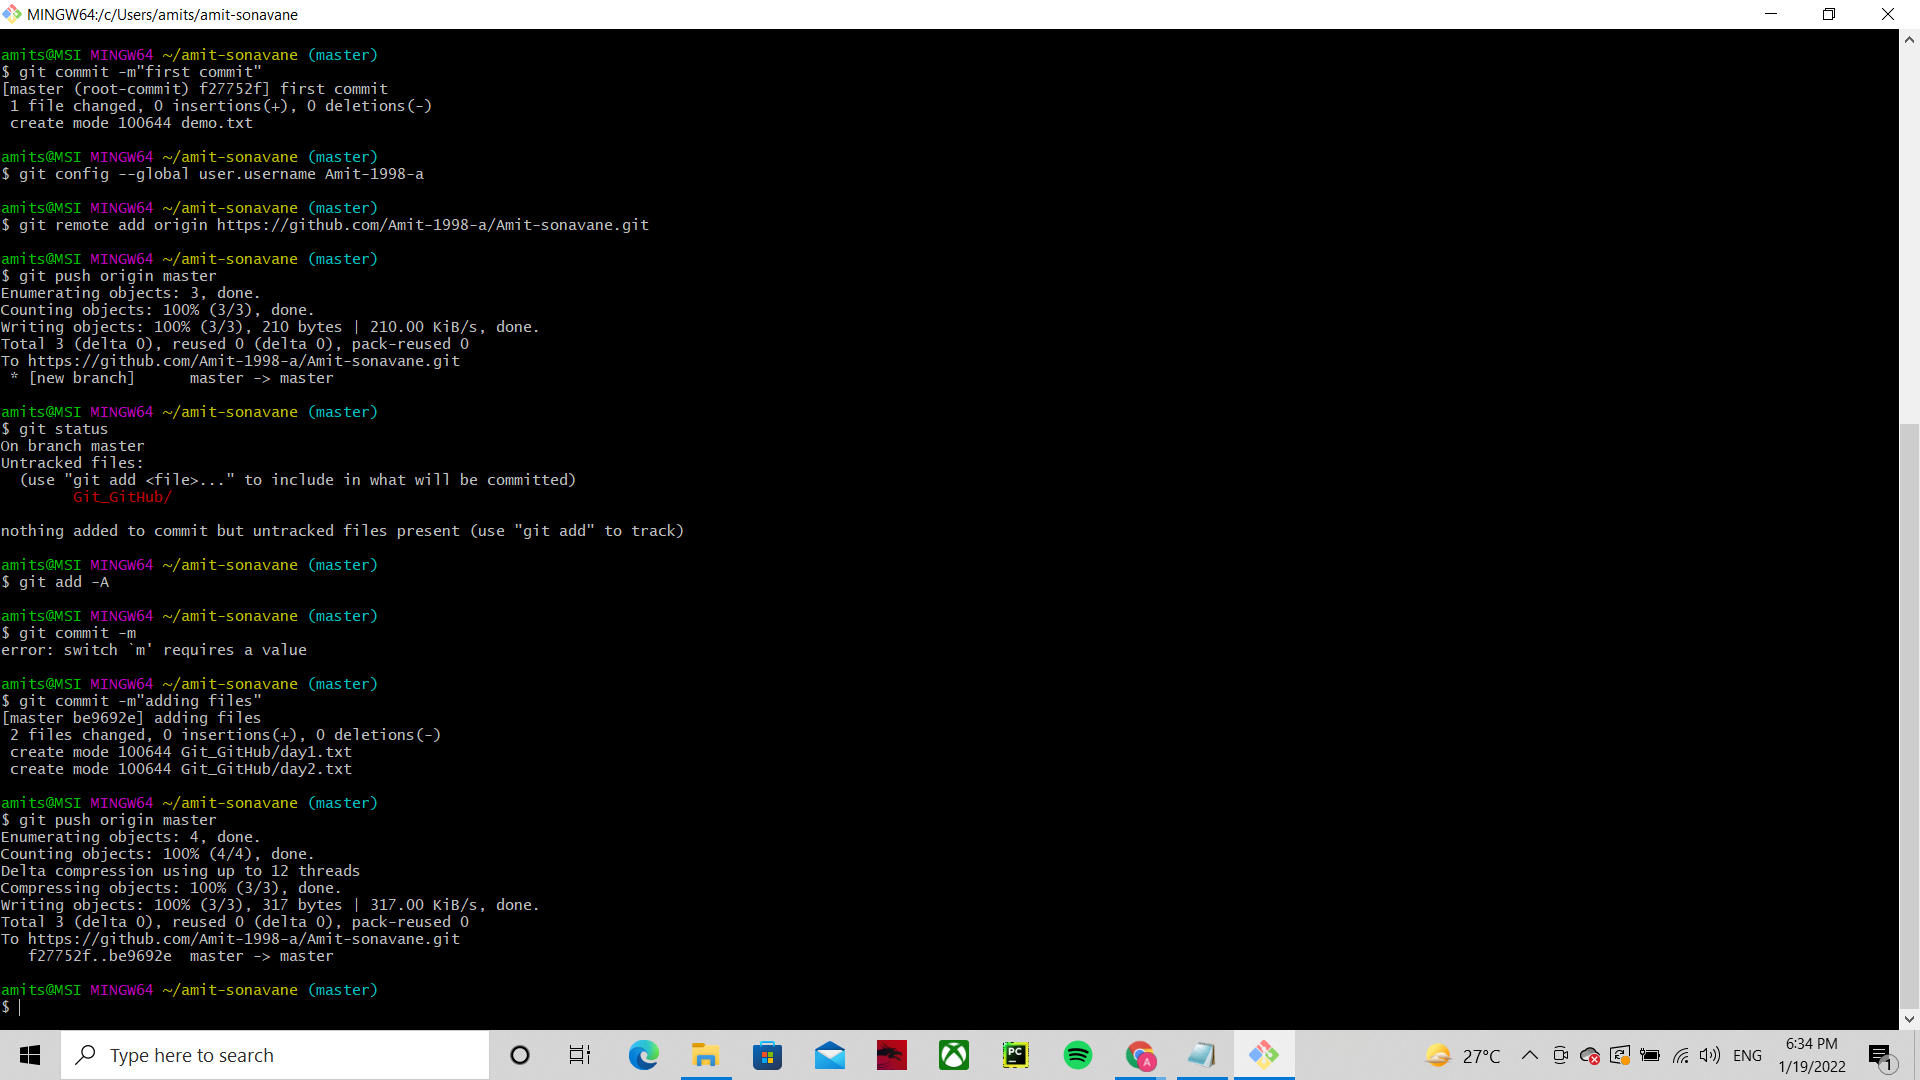 MINGW64:/c/Users/amits/amit-sonavane
amits@MSI MINGW64 ~/amit-sonavane (master)
$ git commit -m"first commit"
[master (root-commit) f27752f] first commit
 1 file changed, 0 insertions(+), 0 deletions(-)
 create mode 100644 demo.txt
amits@MSI MINGW64 ~/amit-sonavane (master)
$ git config --global user.username Amit-1998-a
amits@MSI MINGW64 ~/amit-sonavane (master)
$ git remote add origin https://github.com/Amit-1998-a/Amit-sonavane.git
amits@MSI MINGW64 ~/amit-sonavane (master)
$ git push origin master
Enumerating objects: 3, done.
Counting objects: 100% (3/3), done.
Writing objects: 100% (3/3), 210 bytes | 210.00 KiB/s, done.
Total 3 (delta 0), reused 0 (delta 0), pack-reused 0
To https://github.com/Amit-1998-a/Amit-sonavane.git
 * [new branch]      master -> master
amits@MSI MINGW64 ~/amit-sonavane (master)
$ git status
On branch master
Untracked files:
  (use "git add <file>..." to include in what will be committed)
        Git_GitHub/
nothing added to commit but untracked files present (use "git add" to track)
amits@MSI MINGW64 ~/amit-sonavane (master)
$ git add -A
amits@MSI MINGW64 ~/amit-sonavane (master)
$ git commit -m
error: switch `m' requires a value
amits@MSI MINGW64 ~/amit-sonavane (master)
$ git commit -m"adding files"
[master be9692e] adding files
 2 files changed, 0 insertions(+), 0 deletions(-)
 create mode 100644 Git_GitHub/day1.txt
 create mode 100644 Git_GitHub/day2.txt
amits@MSI MINGW64 ~/amit-sonavane (master)
$ git push origin master
Enumerating objects: 4, done.
Counting objects: 100% (4/4), done.
Delta compression using up to 12 threads
Compressing objects: 100% (3/3), done.
Writing objects: 100% (3/3), 317 bytes | 317.00 KiB/s, done.
Total 3 (delta 0), reused 0 (delta 0), pack-reused 0
To https://github.com/Amit-1998-a/Amit-sonavane.git
   f27752f..be9692e  master -> master
amits@MSI MINGW64 ~/amit-sonavane (master)
$
Type here to search
PC
A
27°C
ENG
6:34 PM
1/19/2022
1